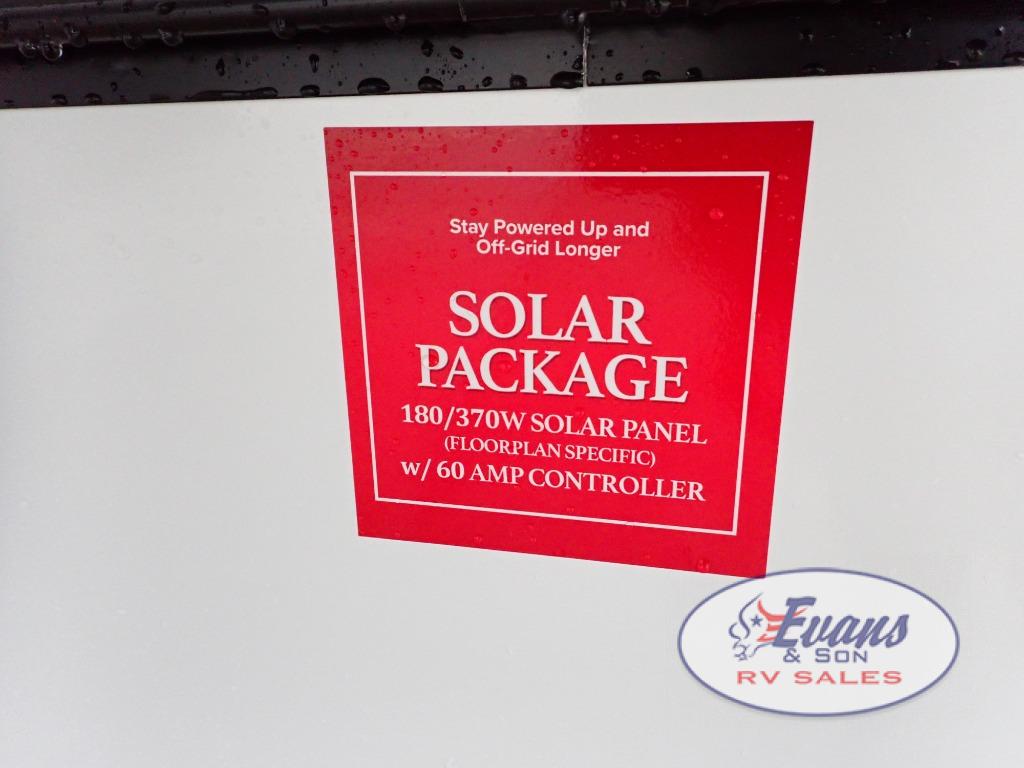 Stay Powered Up and
Off-Grid Longer
SOLAR
PACKAGE
180/370W SOLAR PANEL
(FLOORPLAN SPECIFIC)
w/ 60 AMP CONTROLLER
Evans
& SON
RV SALES